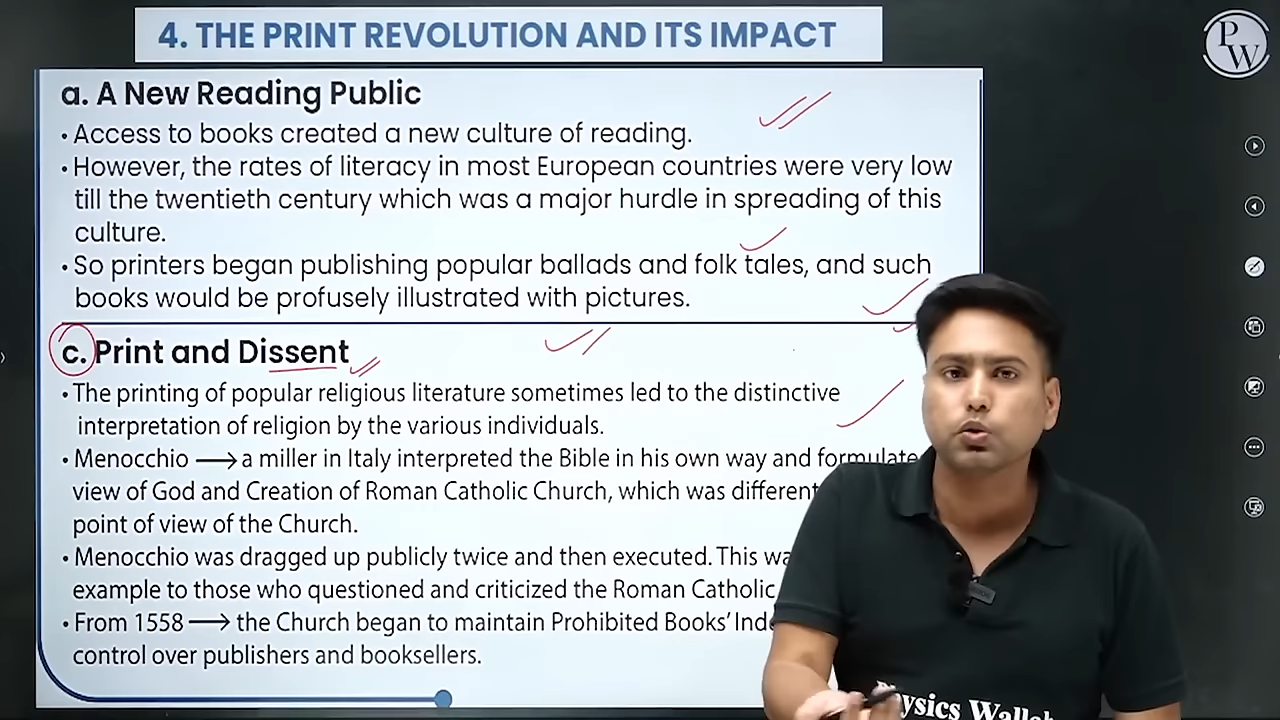 4. THE PRINT REVOLUTION AND ITS IMPACT
PW
a. A New Reading Public
• Access to books created a new culture of reading.
• However, the rates of literacy in most European countries were very low
till the twentieth century which was a major hurdle in spreading of this
culture.
• So printers began publishing popular ballads and folk tales, and such
books would be profusely illustrated with pictures.
c. Print and Dissent
• The printing of popular religious literature sometimes led to the distinctive
interpretation of religion by the various individuals.
• Menocchio → a miller in Italy interpreted the Bible in his own way and formulate
view of God and Creation of Roman Catholic Church, which was different
point of view of the Church.
• Menocchio was dragged up publicly twice and then executed. This
example to those who questioned and criticized the Roman Catholic
• From 1558 → the Church began to maintain Prohibited Books'
control over publishers and booksellers.
Physics